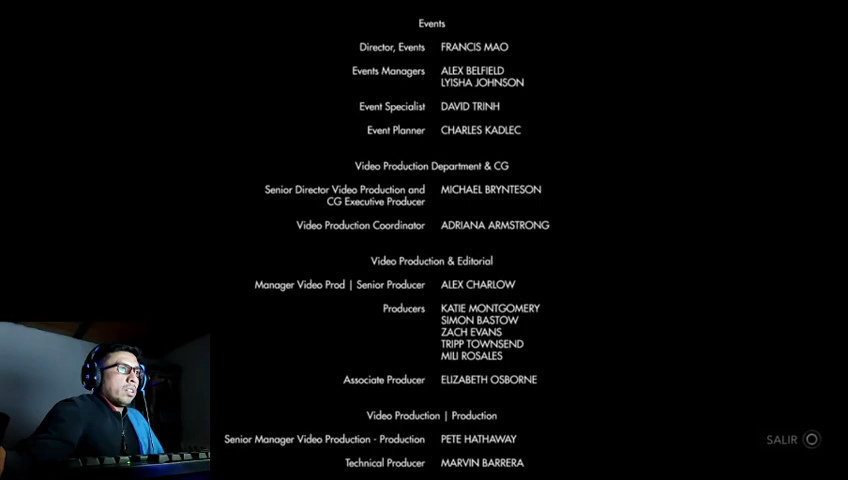 Events
Director, Events FRANCIS MAO
Events Managers ALEX BELFIELD
LYISHA JOHNSON
Event Specialist DAVID TRINH
Event Planner CHARLES KADLEC
Video Production Department & CG
Senior Director Video Production and MICHAEL BRYNTESON
CG Executive Producer
Video Production Coordinator ADRIANA ARMSTRONG
Video Production & Editorial
Manager Video Prod | Senior Producer ALEX CHARLOW
Producers KATIE MONTGOMERY
SIMON BASTOW
ZACH EVANS
TRIPP TOWNSEND
MILI ROSALES
Associate Producer ELIZABETH OSBORNE
Video Production | Production
Senior Manager Video Production - Production PETE HATHAWAY
SALIR
Technical Producer MARVIN BARRERA